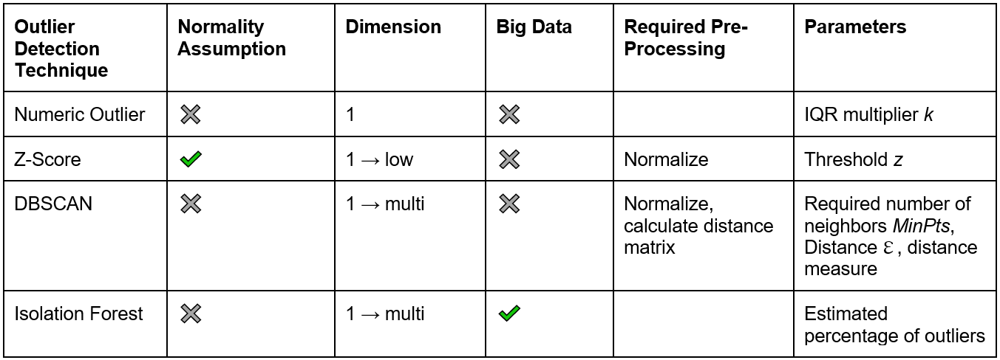 Outlier
Detection
Technique
Normality
Assumption
Dimension
Big Data
Required Pre-
Processing
Parameters
Numeric Outlier
1
IQR multiplier k
Z-Score
1 → low
Normalize
Threshold z
DBSCAN
1 → multi
Normalize,
calculate distance
matrix
Required number of
neighbors MinPts,
Distance ℇ , distance
measure
Isolation Forest
1 → multi
Estimated
percentage of outliers